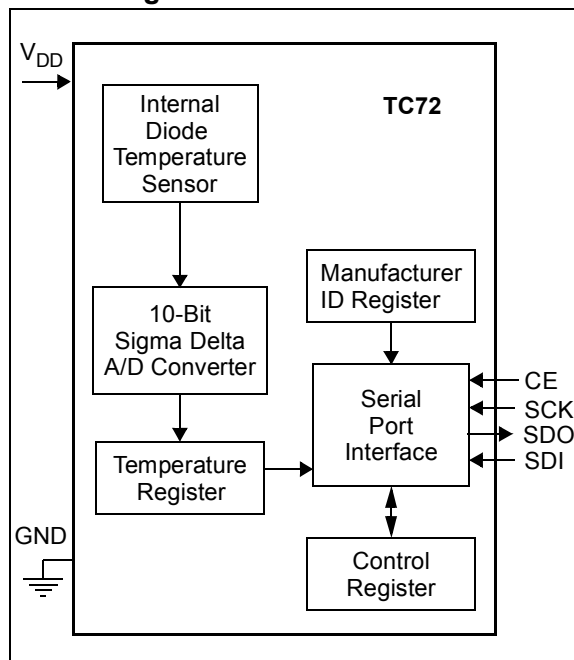 V_DD
TC72
Internal
Diode
Temperature
Sensor
Manufacturer
ID Register
10-Bit
Sigma Delta
A/D Converter
Serial
Port
Interface
CE
SCK
SDO
SDI
Temperature
Register
GND
Control
Register